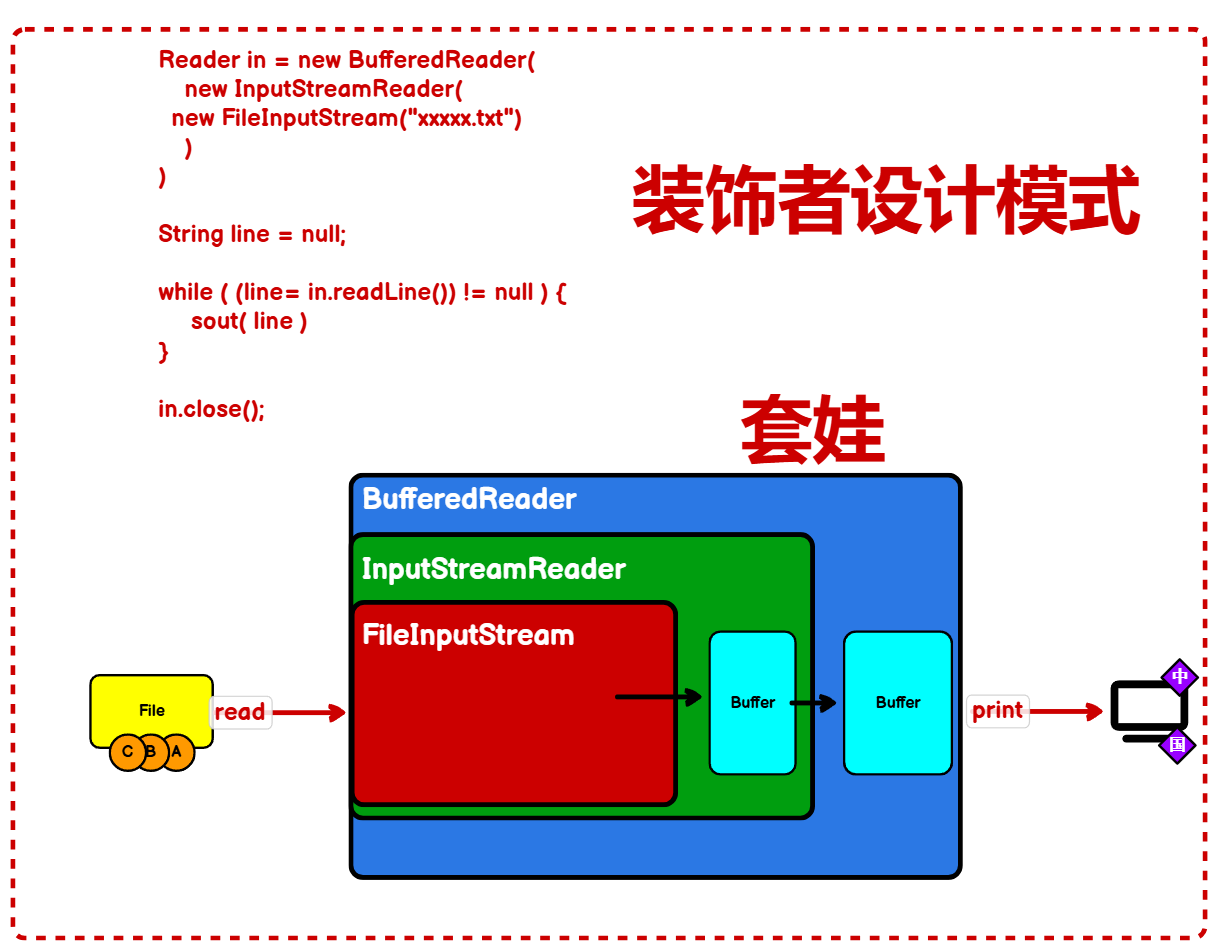 Reader in = new BufferedReader(
new InputStreamReader(
new FileInputStream("xxxxx.txt")
)
)
String line = null;
while ( (line= in.readLine()) != null ) {
sout( line )
}
in.close();
装饰者设计模式
套娃
BufferedReader
InputStreamReader
FileInputStream
File
C B A
read
Buffer
Buffer
print
中
国